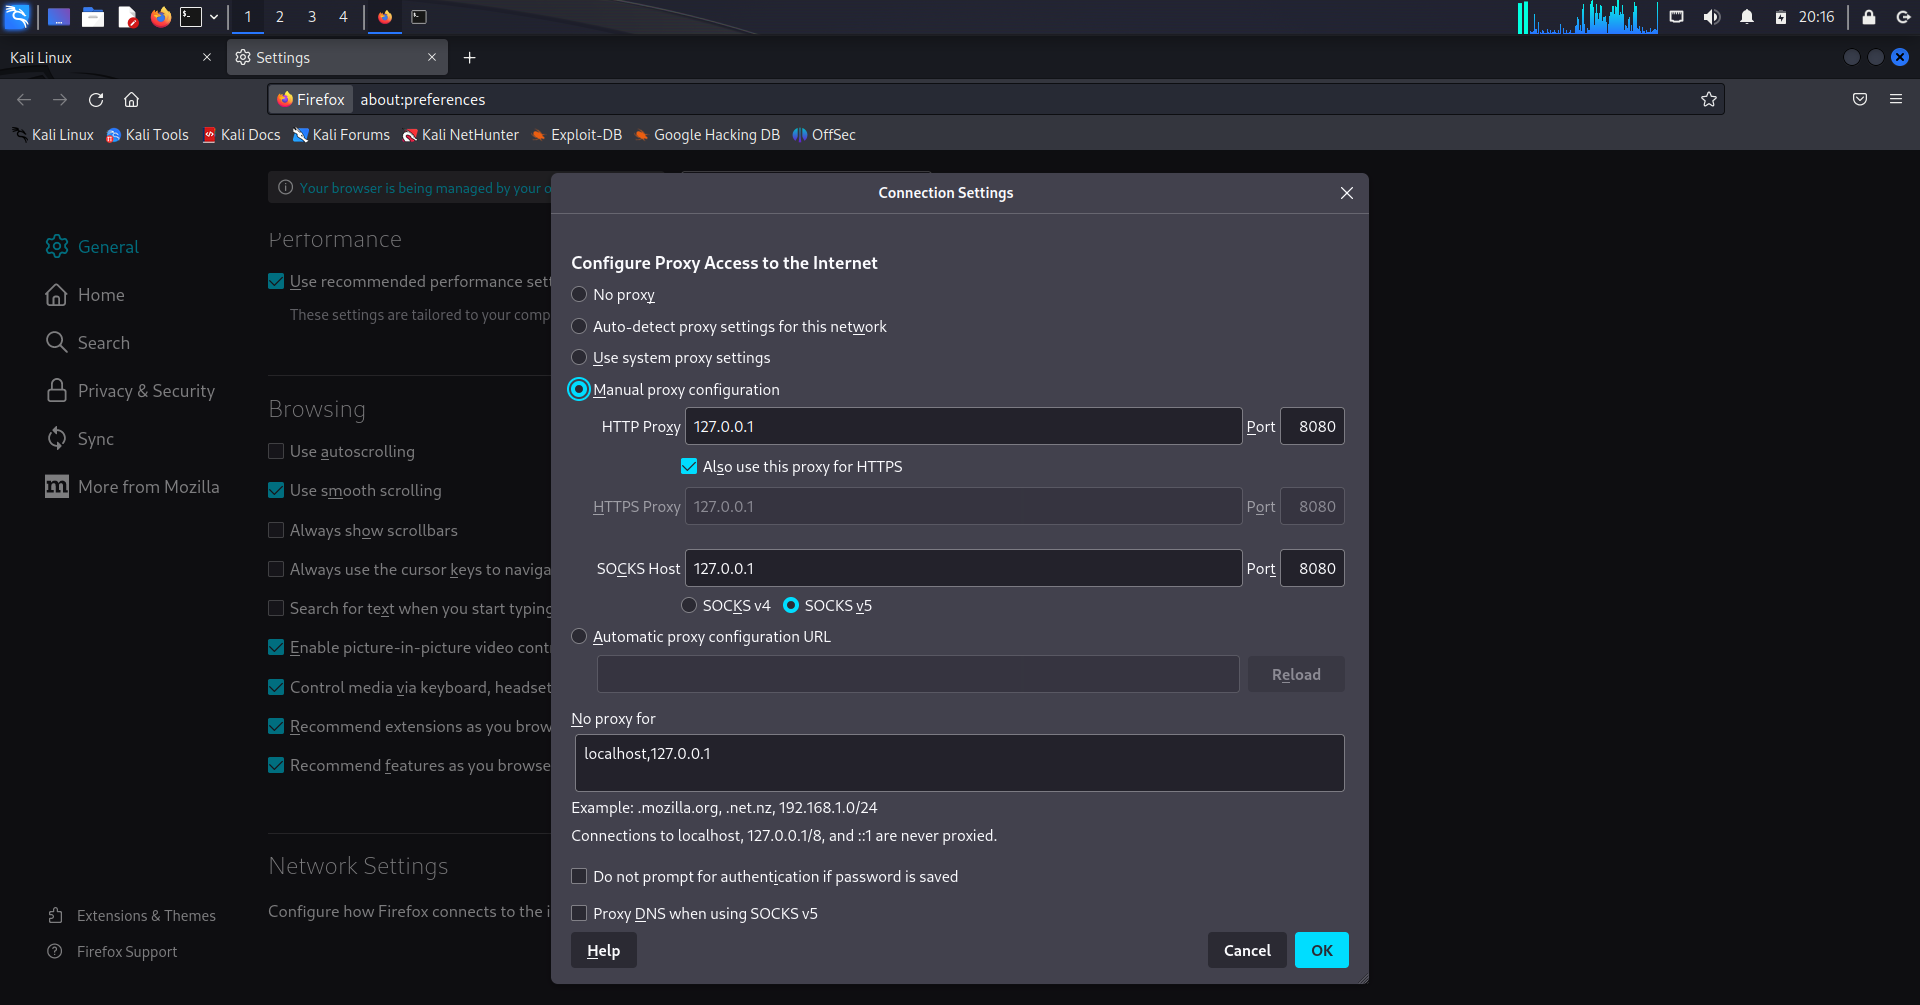 1 2 3 4 20:16
Kali Linux Settings
Firefox about:preferences
Kali Linux Kali Tools Kali Docs Kali Forums Kali NetHunter Exploit-DB Google Hacking DB OffSec
Your browser is being managed by your o
General
Home
Search
Privacy & Security
Sync
More from Mozilla
Extensions & Themes
Firefox Support
Performance
Use recommended performance sett
These settings are tailored to your comp
Browsing
Use autoscrolling
Use smooth scrolling
Always show scrollbars
Always use the cursor keys to naviga
Search for text when you start typing
Enable picture-in-picture video cont
Control media via keyboard, headset
Recommend extensions as you brow
Recommend features as you browse
Network Settings
Configure how Firefox connects to the i
Connection Settings
Configure Proxy Access to the Internet
No proxy
Auto-detect proxy settings for this network
Use system proxy settings
Manual proxy configuration
HTTP Proxy 127.0.0.1 Port 8080
Also use this proxy for HTTPS
HTTPS Proxy 127.0.0.1 Port 8080
SOCKS Host 127.0.0.1 Port 8080
SOCKS v4 SOCKS v5
Automatic proxy configuration URL
Reload
No proxy for
localhost,127.0.0.1
Example: .mozilla.org, .net.nz, 192.168.1.0/24
Connections to localhost, 127.0.0.1/8, and ::1 are never proxied.
Do not prompt for authentication if password is saved
Proxy DNS when using SOCKS v5
Help Cancel OK